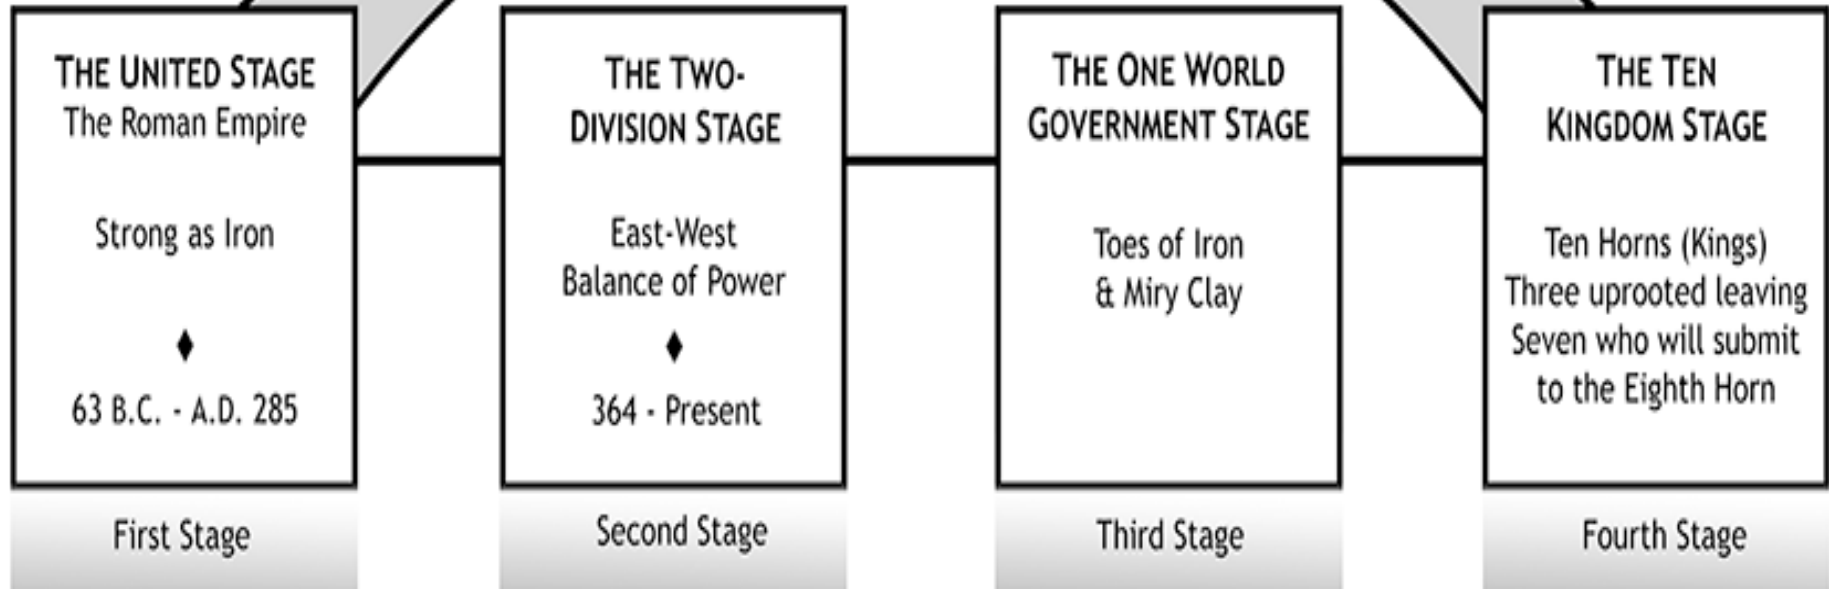 THE UNITED STAGE
The Roman Empire
Strong as Iron
63 B.C. - A.D. 285
First Stage
THE TWO-
DIVISION STAGE
East-West
Balance of Power
364 - Present
Second Stage
THE ONE WORLD
GOVERNMENT STAGE
Toes of Iron
& Miry Clay
Third Stage
THE TEN
KINGDOM STAGE
Ten Horns (Kings)
Three uprooted leaving
Seven who will submit
to the Eighth Horn
Fourth Stage